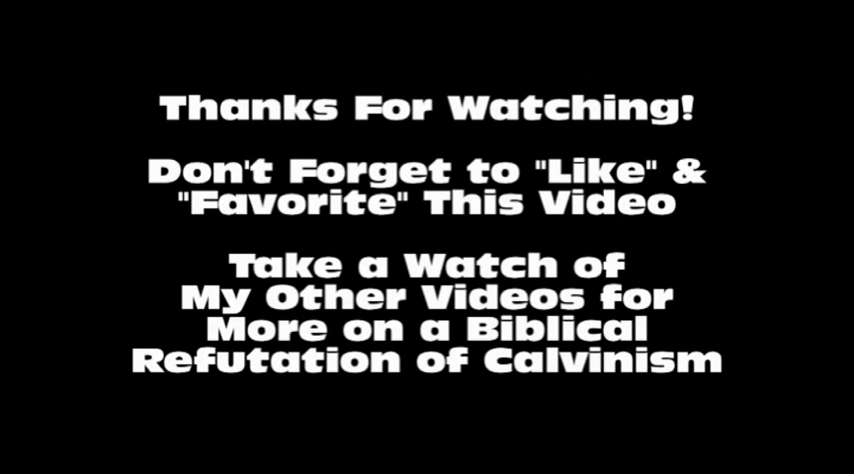 Thanks For Watching!
Don't Forget to "Like" &
"Favorite" This Video
Take a Watch of
My Other Videos for
More on a Biblical
Refutation of Calvinism